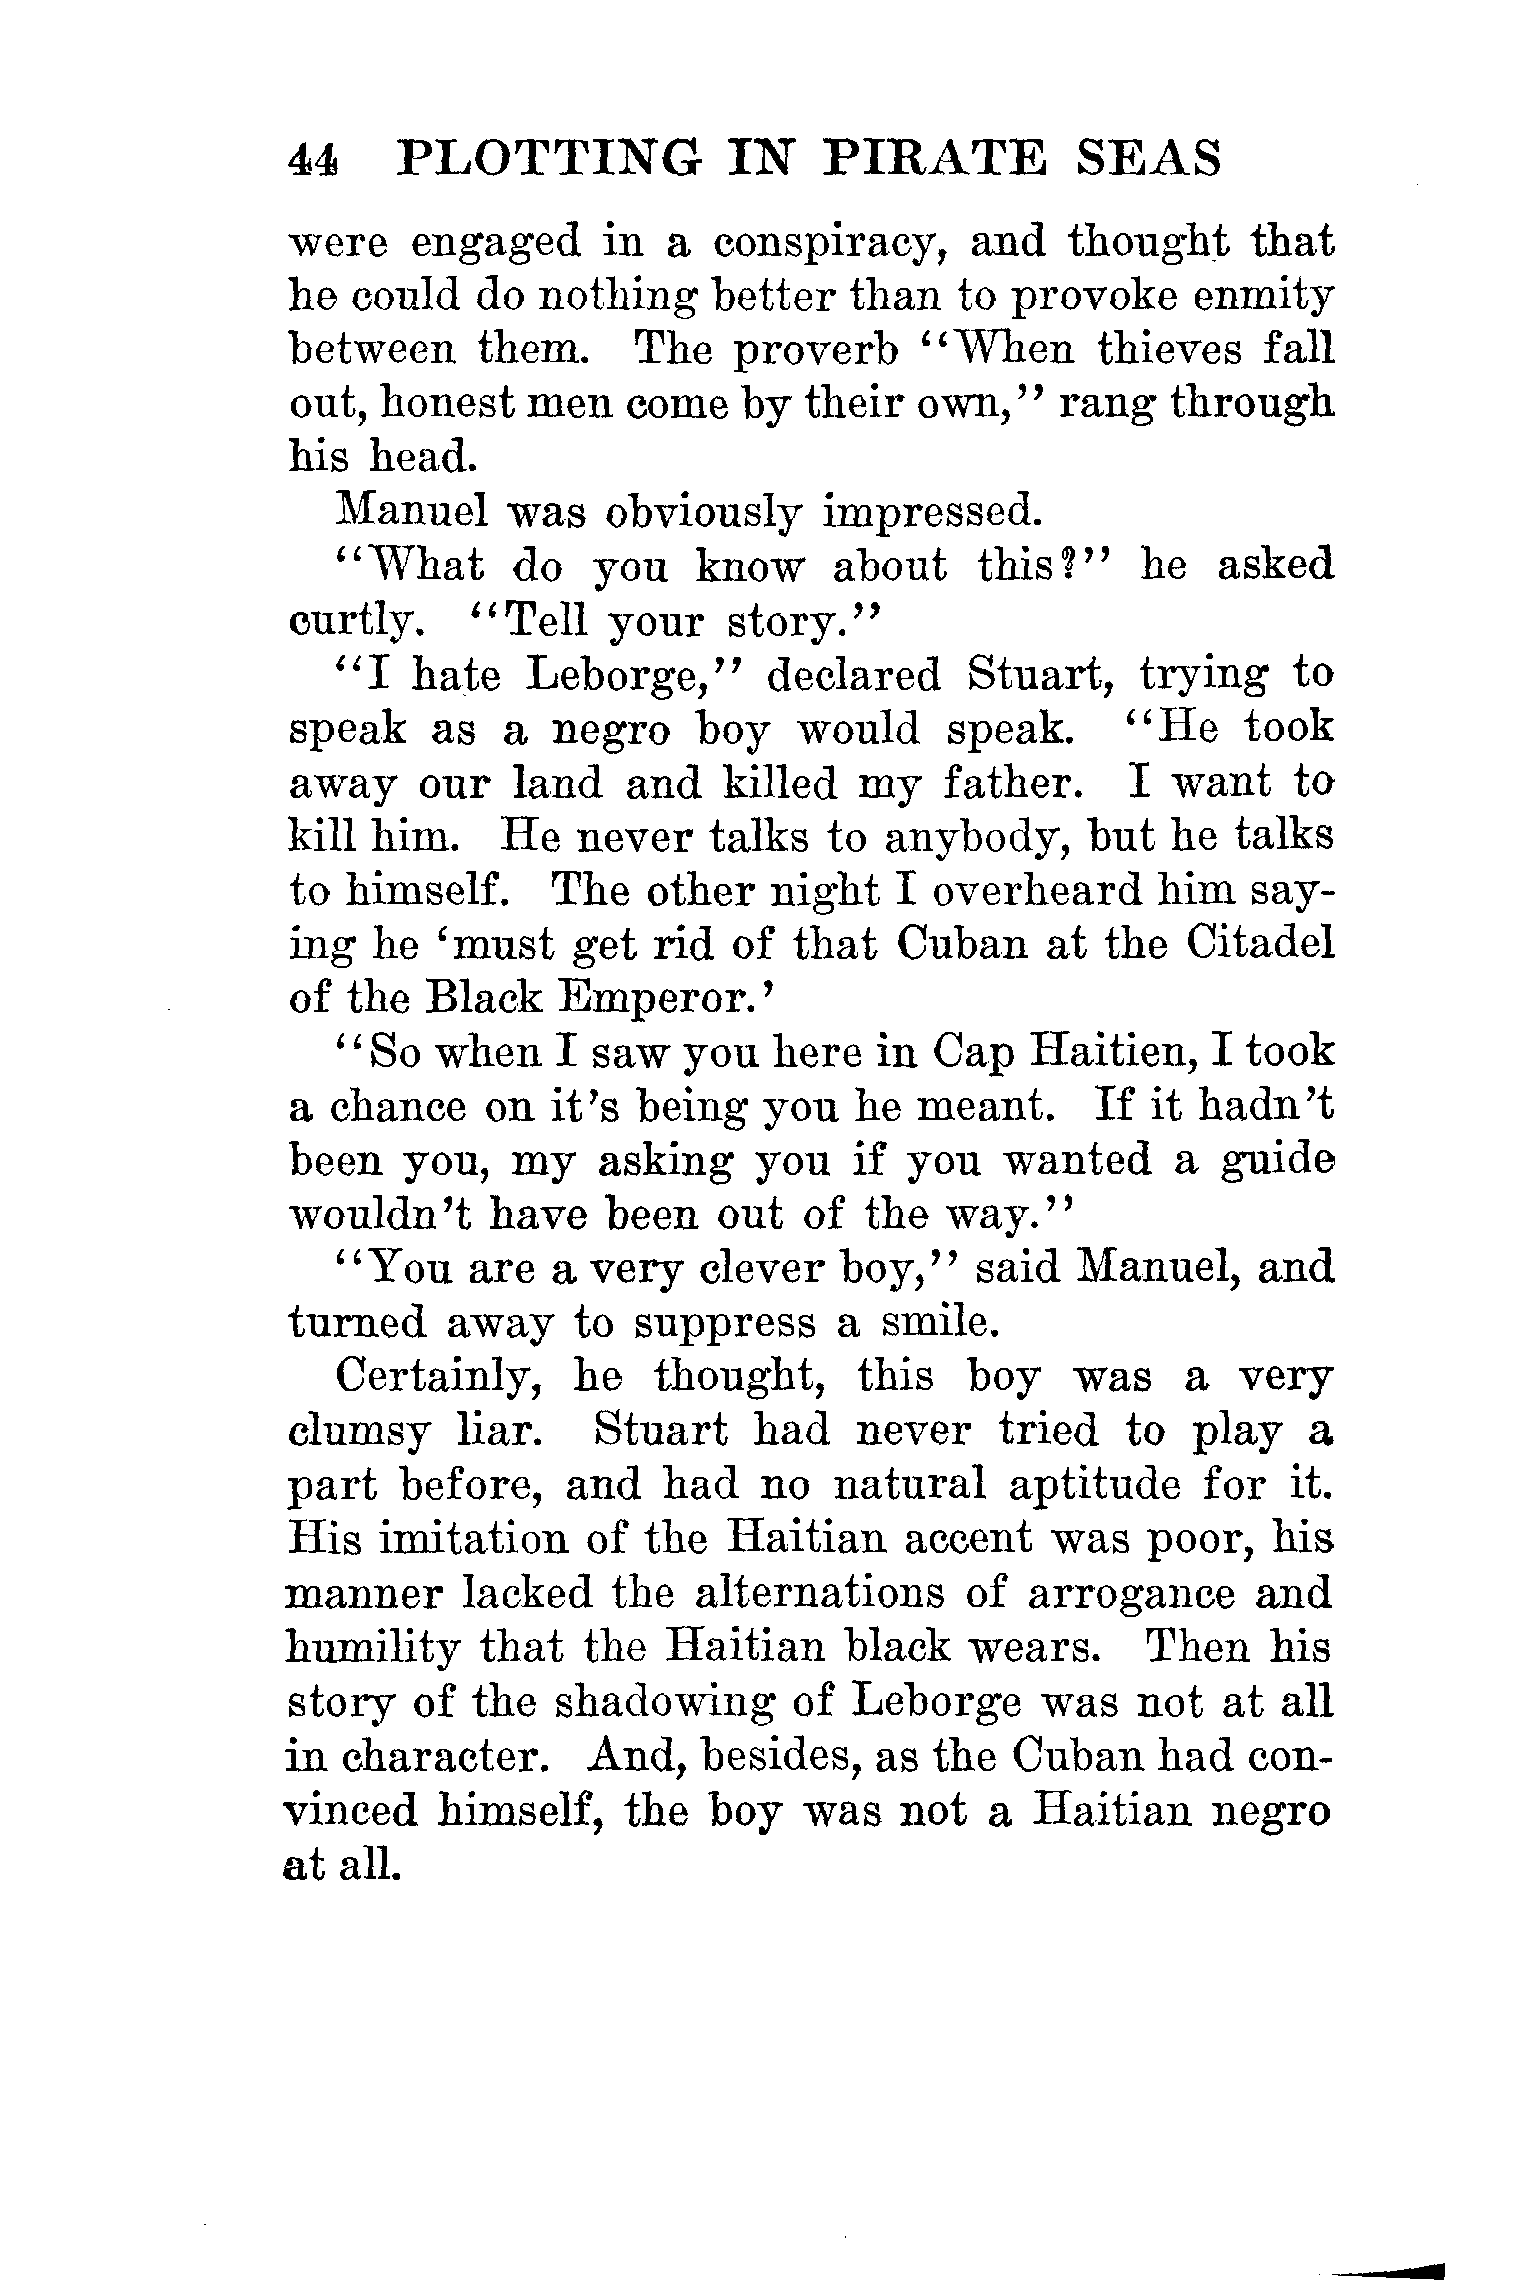 44 PLOTTING IN PIRATE SEAS
were engaged in a conspiracy, and thought that
he could do nothing better than to provoke enmity
between them. The proverb "When thieves fall
out, honest men come by their own," rang through
his head.
Manuel was obviously impressed.
"What do you know about this?" he asked
curtly. "Tell your story."
"I hate Leborge," declared Stuart, trying to
speak as a negro boy would speak. "He took
away our land and killed my father. I want to
kill him. He never talks to anybody, but he talks
to himself. The other night I overheard him say-
ing he 'must get rid of that Cuban at the Citadel
of the Black Emperor.'
"So when I saw you here in Cap Haitien, I took
a chance on it's being you he meant. If it hadn't
been you, my asking you if you wanted a guide
wouldn't have been out of the way."
"You are a very clever boy," said Manuel, and
turned away to suppress a smile.
Certainly, he thought, this boy was a very
clumsy liar. Stuart had never tried to play a
part before, and had no natural aptitude for it.
His imitation of the Haitian accent was poor, his
manner lacked the alternations of arrogance and
humility that the Haitian black wears. Then his
story of the shadowing of Leborge was not at all
in character. And, besides, as the Cuban had con-
vinced himself, the boy was not a Haitian negro
at all.